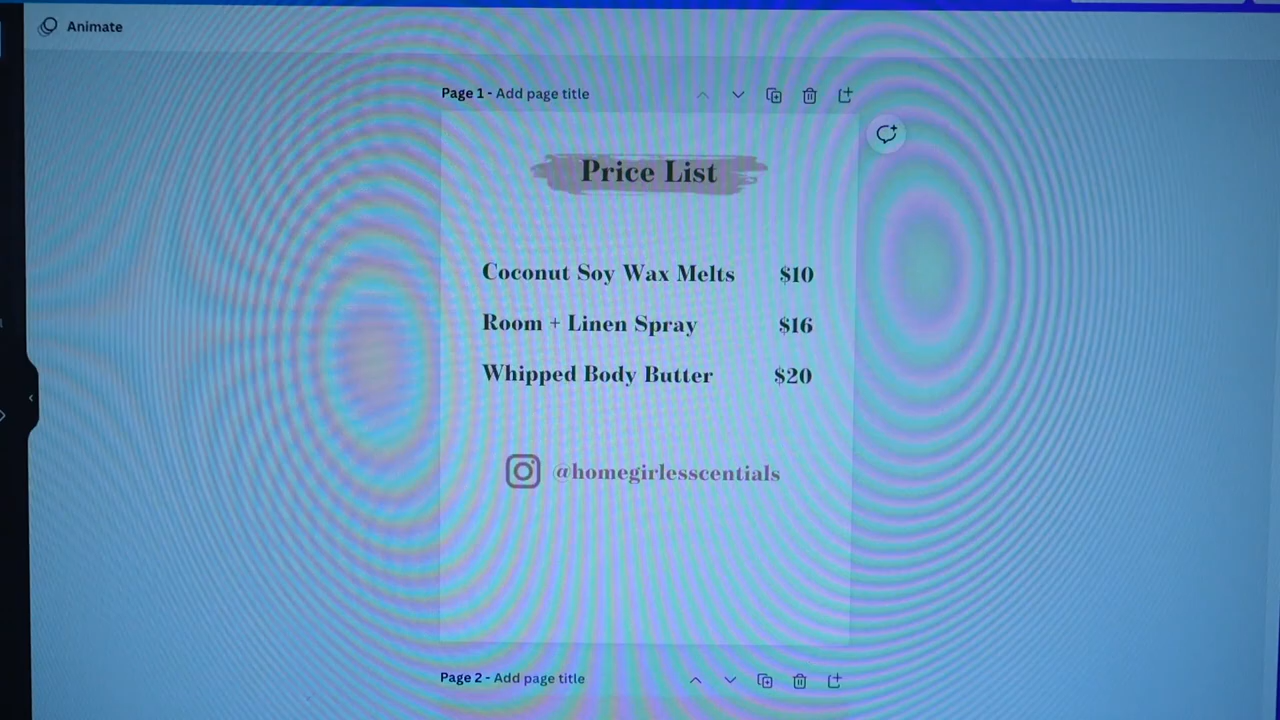 Animate
Page 1 - Add page title
Price List
Coconut Soy Wax Melts $10
Room + Linen Spray $16
Whipped Body Butter $20
@homegirlesscentials
Page 2 - Add page title